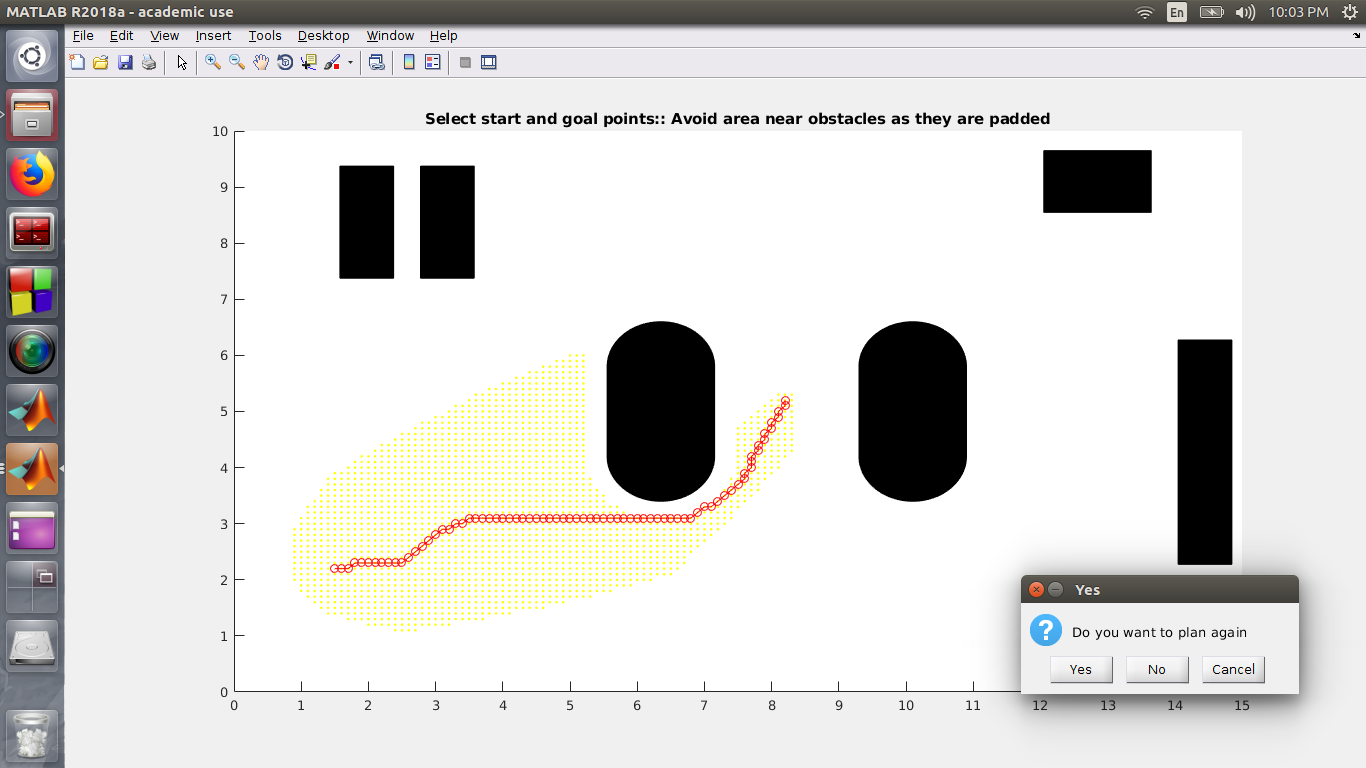 MATLAB R2018a - academic use
En
10:03 PM
File Edit View Insert Tools Desktop Window Help
Select start and goal points:: Avoid area near obstacles as they are padded
10
9
8
7
6
5
4
3
2
1
0
0 1 2 3 4 5 6 7 8 9 10 11 12 13 14 15
Yes
Do you want to plan again
Yes No Cancel